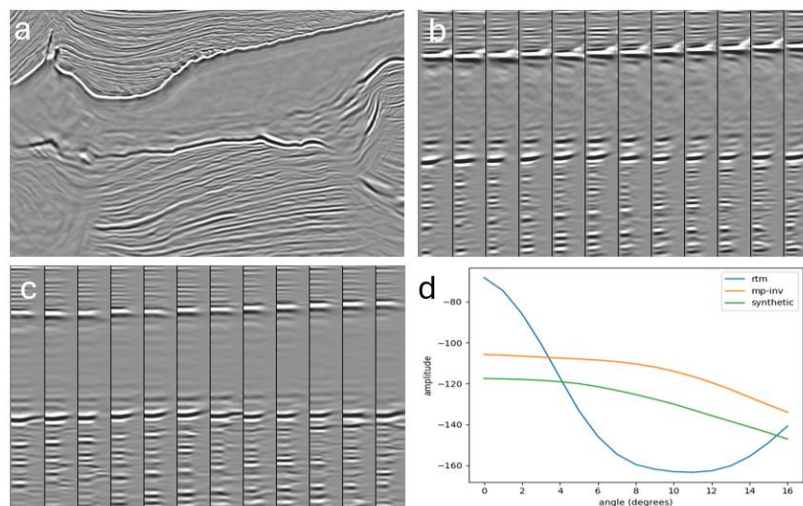 a
b
c
d
rtm
mp-inv
synthetic
amplitude
−80
−100
−120
−140
−160
0 2 4 6 8 10 12 14 16
angle (degrees)